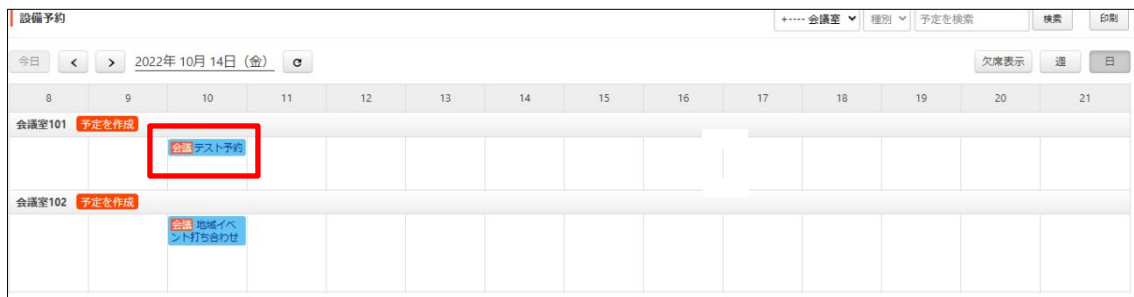 設備予約
+---- 会議室 種別 予定を検索 検索 印刷
今日 < > 2022年 10月 14日 (金) 欠席表示 週 日
8 9 10 11 12 13 14 15 16 17 18 19 20 21
会議室101 予定を作成
会議 テスト予約
会議室102 予定を作成
会議 地域イベ
ント打ち合わせ